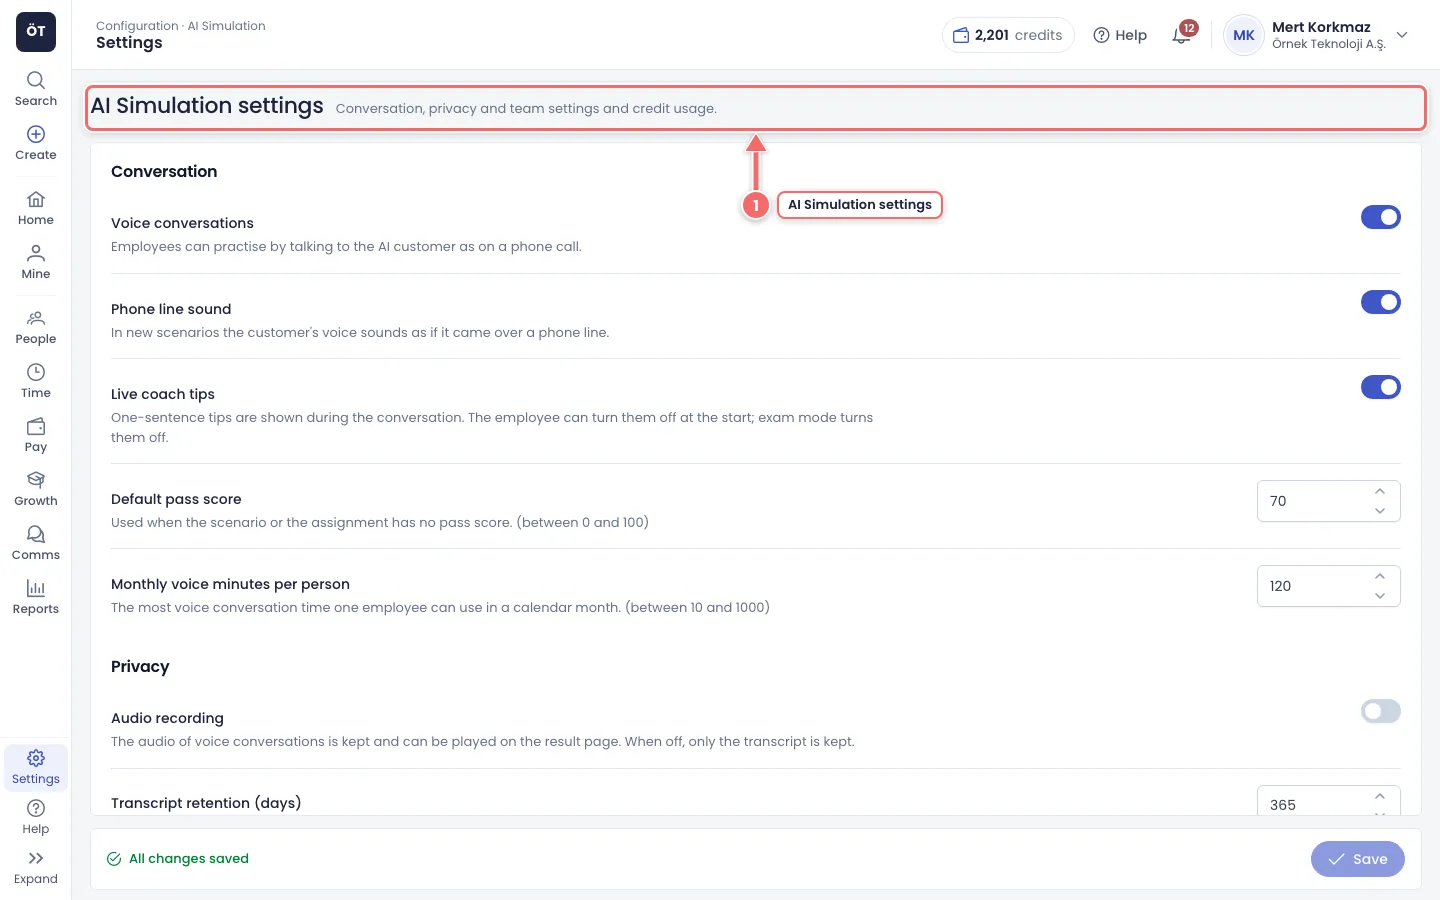 ÖT
Search
Create
Home
Mine
People
Time
Pay
Growth
Comms
Reports
Settings
Help
Expand
Configuration · AI Simulation
Settings
2,201 credits
Help
12
MK
Mert Korkmaz
Örnek Teknoloji A.Ş.
AI Simulation settings Conversation, privacy and team settings and credit usage.
1 AI Simulation settings
Conversation
Voice conversations
Employees can practise by talking to the AI customer as on a phone call.
Phone line sound
In new scenarios the customer's voice sounds as if it came over a phone line.
Live coach tips
One-sentence tips are shown during the conversation. The employee can turn them off at the start; exam mode turns
them off.
Default pass score
Used when the scenario or the assignment has no pass score. (between 0 and 100)
70
Monthly voice minutes per person
The most voice conversation time one employee can use in a calendar month. (between 10 and 1000)
120
Privacy
Audio recording
The audio of voice conversations is kept and can be played on the result page. When off, only the transcript is kept.
Transcript retention (days)
365
All changes saved
Save